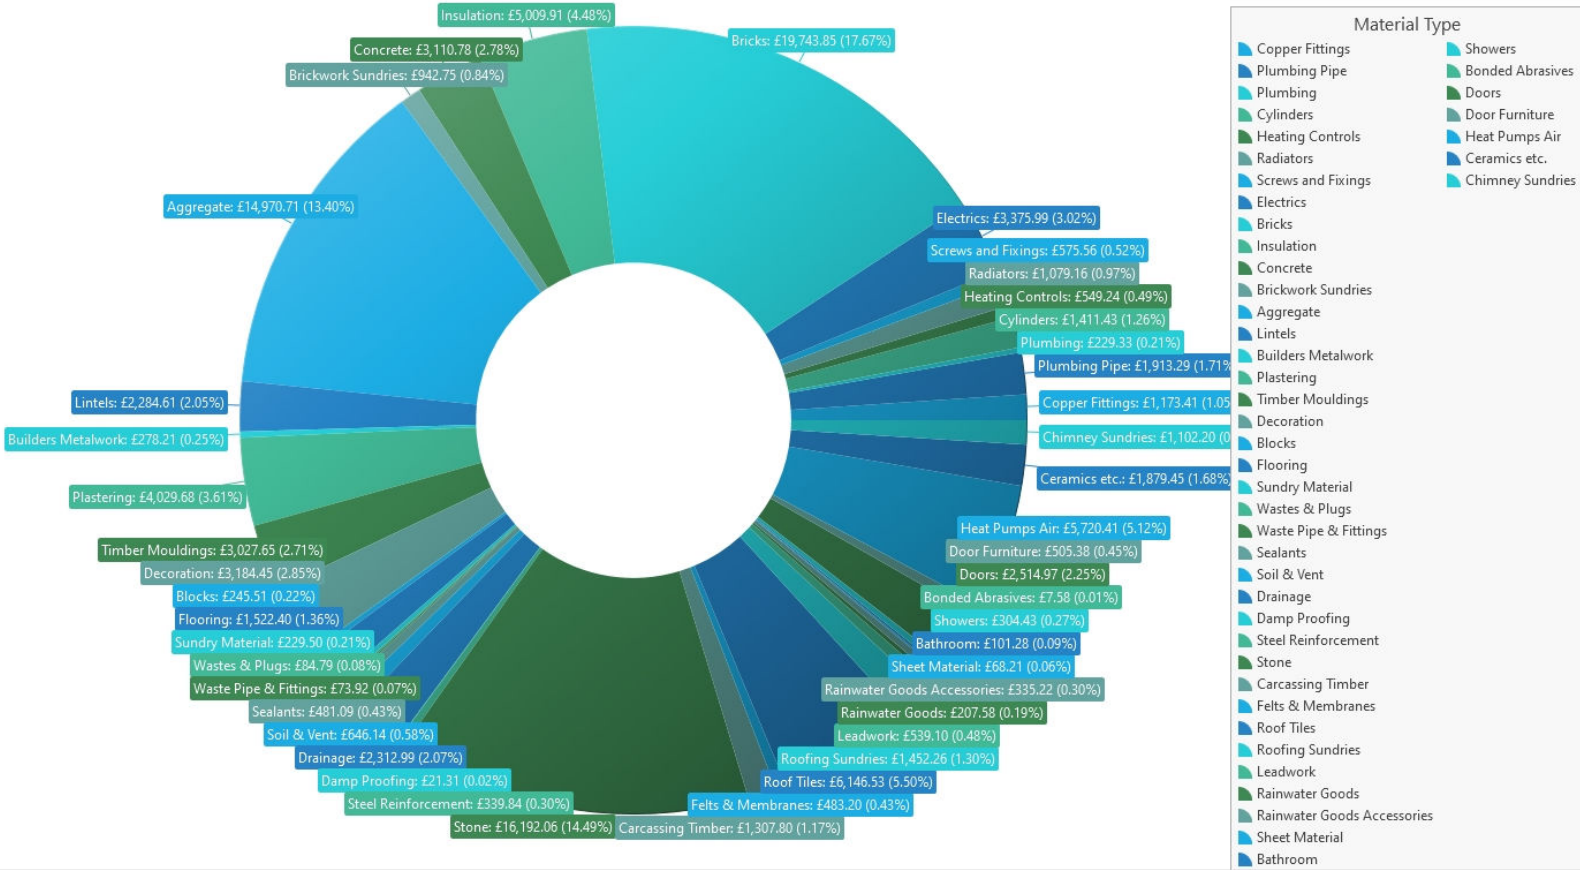 Insulation: £5,009.91 (4.48%)
Bricks: £19,743.85 (17.67%)
Concrete: £3,110.78 (2.78%)
Brickwork Sundries: £942.75 (0.84%)
Aggregate: £14,970.71 (13.40%)
Electrics: £3,375.99 (3.02%)
Screws and Fixings: £575.56 (0.52%)
Radiators: £1,079.16 (0.97%)
Heating Controls: £549.24 (0.49%)
Cylinders: £1,411.43 (1.26%)
Plumbing: £229.33 (0.21%)
Plumbing Pipe: £1,913.29 (1.71%
Copper Fittings: £1,173.41 (1.05
Chimney Sundries: £1,102.20 (0
Ceramics etc.: £1,879.45 (1.68%)
Lintels: £2,284.61 (2.05%)
Builders Metalwork: £278.21 (0.25%)
Plastering: £4,029.68 (3.61%)
Timber Mouldings: £3,027.65 (2.71%)
Decoration: £3,184.45 (2.85%)
Blocks: £245.51 (0.22%)
Flooring: £1,522.40 (1.36%)
Sundry Material: £229.50 (0.21%)
Wastes & Plugs: £84.79 (0.08%)
Waste Pipe & Fittings: £73.92 (0.07%)
Sealants: £481.09 (0.43%)
Soil & Vent: £646.14 (0.58%)
Drainage: £2,312.99 (2.07%)
Damp Proofing: £21.31 (0.02%)
Steel Reinforcement: £339.84 (0.30%)
Stone: £16,192.06 (14.49%)
Heat Pumps Air: £5,720.41 (5.12%)
Door Furniture: £505.38 (0.45%)
Doors: £2,514.97 (2.25%)
Bonded Abrasives: £7.58 (0.01%)
Showers: £304.43 (0.27%)
Bathroom: £101.28 (0.09%)
Sheet Material: £68.21 (0.06%)
Rainwater Goods Accessories: £335.22 (0.30%)
Rainwater Goods: £207.58 (0.19%)
Leadwork: £539.10 (0.48%)
Roofing Sundries: £1,452.26 (1.30%)
Roof Tiles: £6,146.53 (5.50%)
Felts & Membranes: £483.20 (0.43%)
Carcassing Timber: £1,307.80 (1.17%)
Material Type
Copper Fittings
Plumbing Pipe
Plumbing
Cylinders
Heating Controls
Radiators
Screws and Fixings
Electrics
Bricks
Insulation
Concrete
Brickwork Sundries
Aggregate
Lintels
Builders Metalwork
Plastering
Timber Mouldings
Decoration
Blocks
Flooring
Sundry Material
Wastes & Plugs
Waste Pipe & Fittings
Sealants
Soil & Vent
Drainage
Damp Proofing
Steel Reinforcement
Stone
Carcassing Timber
Felts & Membranes
Roof Tiles
Roofing Sundries
Leadwork
Rainwater Goods
Rainwater Goods Accessories
Sheet Material
Bathroom
Showers
Bonded Abrasives
Doors
Door Furniture
Heat Pumps Air
Ceramics etc.
Chimney Sundries